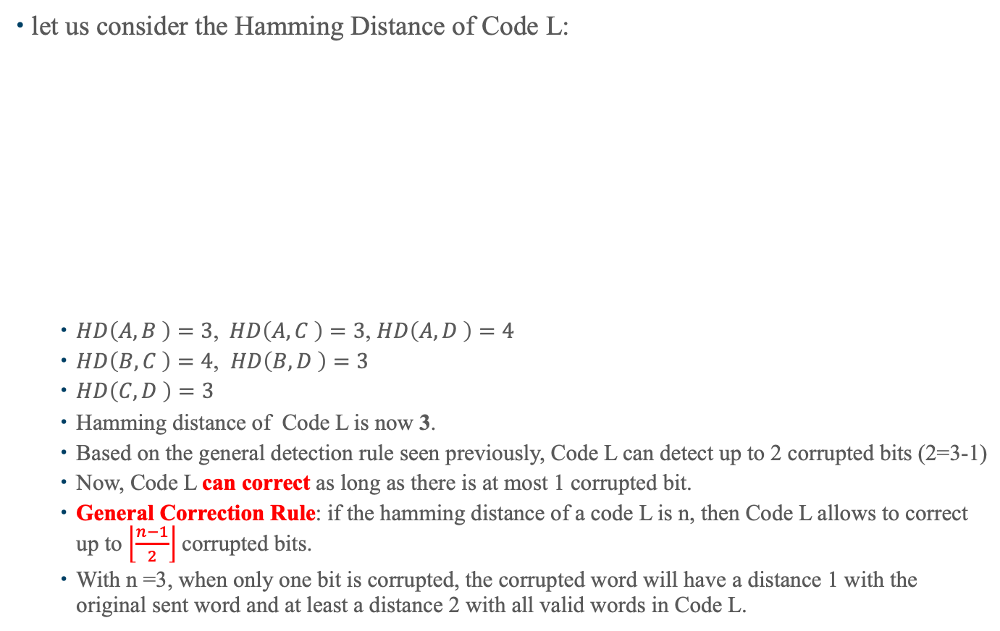 • let us consider the Hamming Distance of Code L:
• HD(A,B ) = 3, HD(A,C ) = 3, HD(A,D ) = 4
• HD(B,C ) = 4, HD(B,D ) = 3
• HD(C,D ) = 3
• Hamming distance of Code L is now 3.
• Based on the general detection rule seen previously, Code L can detect up to 2 corrupted bits (2=3-1)
• Now, Code L can correct as long as there is at most 1 corrupted bit.
• General Correction Rule: if the hamming distance of a code L is n, then Code L allows to correct
up to ⌊(n−1)/2⌋ corrupted bits.
• With n =3, when only one bit is corrupted, the corrupted word will have a distance 1 with the
original sent word and at least a distance 2 with all valid words in Code L.